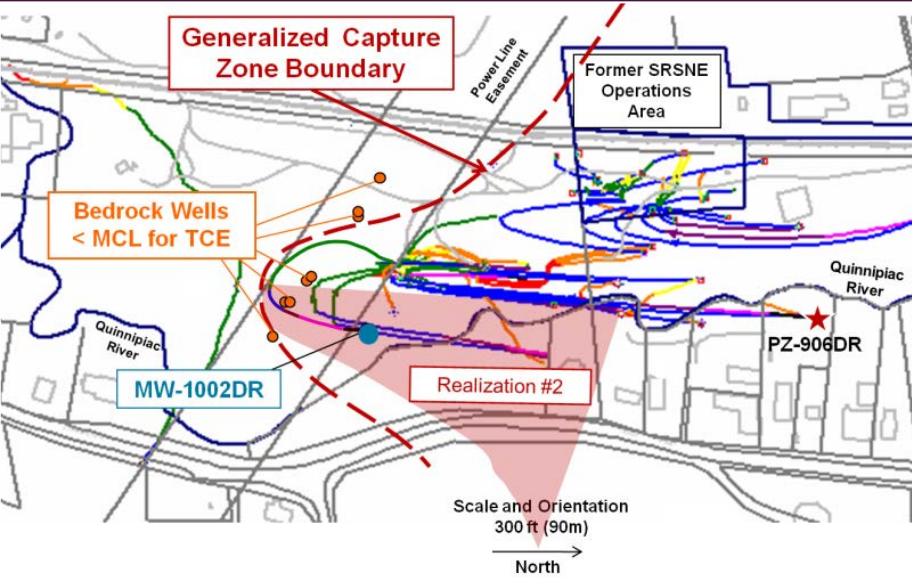 Generalized Capture
Zone Boundary
Power Line
Easement
Former SRSNE
Operations
Area
Bedrock Wells
< MCL for TCE
Quinnipiac
River
Quinnipiac
River
PZ-906DR
MW-1002DR
Realization #2
Scale and Orientation
300 ft (90m)
North